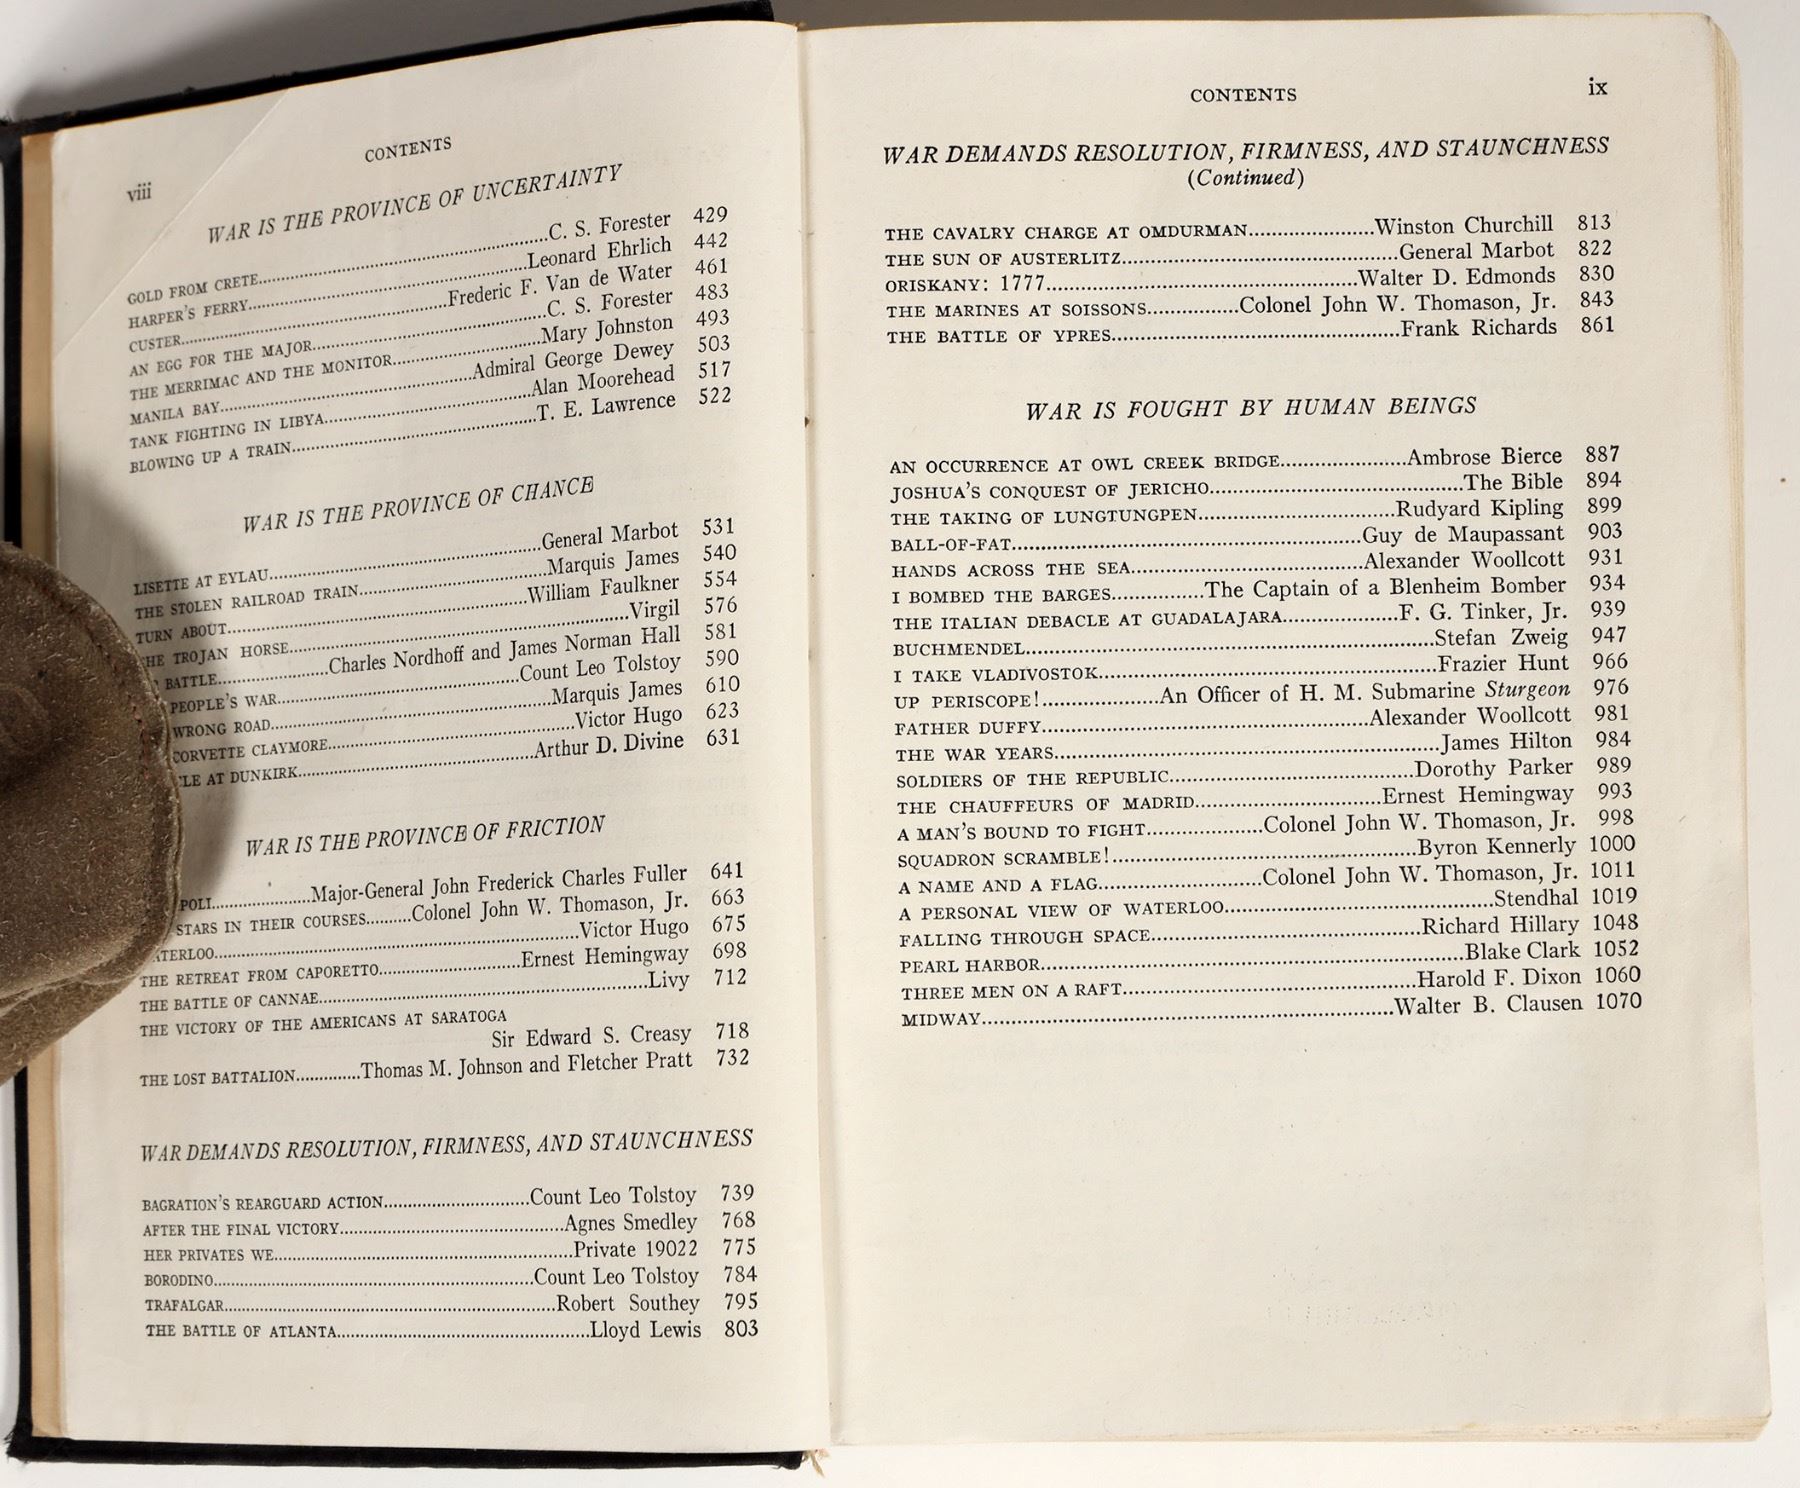 viii
CONTENTS
WAR IS THE PROVINCE OF UNCERTAINTY
GOLD FROM CRETE....................C. S. Forester 429
HARPER'S FERRY....................Leonard Ehrlich 442
CUSTER....................Frederic F. Van de Water 461
AN EGG FOR THE MAJOR....................C. S. Forester 483
THE MERRIMAC AND THE MONITOR....................Mary Johnston 493
MANILA BAY....................Admiral George Dewey 503
TANK FIGHTING IN LIBYA....................Alan Moorehead 517
BLOWING UP A TRAIN....................T. E. Lawrence 522
WAR IS THE PROVINCE OF CHANCE
LISETTE AT EYLAU....................General Marbot 531
THE STOLEN RAILROAD TRAIN....................Marquis James 540
TURN ABOUT....................William Faulkner 554
HE TROJAN HORSE....................Virgil 576
BATTLE....................Charles Nordhoff and James Norman Hall 581
PEOPLE'S WAR....................Count Leo Tolstoy 590
WRONG ROAD....................Marquis James 610
CORVETTE CLAYMORE....................Victor Hugo 623
CLE AT DUNKIRK....................Arthur D. Divine 631
WAR IS THE PROVINCE OF FRICTION
POLI....................Major-General John Frederick Charles Fuller 641
STARS IN THEIR COURSES.........Colonel John W. Thomason, Jr. 663
ATERLOO....................Victor Hugo 675
THE RETREAT FROM CAPORETTO....................Ernest Hemingway 698
THE BATTLE OF CANNAE....................Livy 712
THE VICTORY OF THE AMERICANS AT SARATOGA
Sir Edward S. Creasy 718
THE LOST BATTALION.............Thomas M. Johnson and Fletcher Pratt 732
WAR DEMANDS RESOLUTION, FIRMNESS, AND STAUNCHNESS
BAGRATION'S REARGUARD ACTION....................Count Leo Tolstoy 739
AFTER THE FINAL VICTORY....................Agnes Smedley 768
HER PRIVATES WE....................Private 19022 775
BORODINO....................Count Leo Tolstoy 784
TRAFALGAR....................Robert Southey 795
THE BATTLE OF ATLANTA....................Lloyd Lewis 803
CONTENTS
ix
WAR DEMANDS RESOLUTION, FIRMNESS, AND STAUNCHNESS
(Continued)
THE CAVALRY CHARGE AT OMDURMAN....................Winston Churchill 813
THE SUN OF AUSTERLITZ....................General Marbot 822
ORISKANY: 1777....................Walter D. Edmonds 830
THE MARINES AT SOISSONS................Colonel John W. Thomason, Jr. 843
THE BATTLE OF YPRES....................Frank Richards 861
WAR IS FOUGHT BY HUMAN BEINGS
AN OCCURRENCE AT OWL CREEK BRIDGE....................Ambrose Bierce 887
JOSHUA'S CONQUEST OF JERICHO....................The Bible 894
THE TAKING OF LUNGTUNGPEN....................Rudyard Kipling 899
BALL-OF-FAT....................Guy de Maupassant 903
HANDS ACROSS THE SEA....................Alexander Woollcott 931
I BOMBED THE BARGES...............The Captain of a Blenheim Bomber 934
THE ITALIAN DEBACLE AT GUADALAJARA....................F. G. Tinker, Jr. 939
BUCHMENDEL....................Stefan Zweig 947
I TAKE VLADIVOSTOK....................Frazier Hunt 966
UP PERISCOPE!....................An Officer of H. M. Submarine Sturgeon 976
FATHER DUFFY....................Alexander Woollcott 981
THE WAR YEARS....................James Hilton 984
SOLDIERS OF THE REPUBLIC....................Dorothy Parker 989
THE CHAUFFEURS OF MADRID....................Ernest Hemingway 993
A MAN'S BOUND TO FIGHT....................Colonel John W. Thomason, Jr. 998
SQUADRON SCRAMBLE!....................Byron Kennerly 1000
A NAME AND A FLAG....................Colonel John W. Thomason, Jr. 1011
A PERSONAL VIEW OF WATERLOO....................Stendhal 1019
FALLING THROUGH SPACE....................Richard Hillary 1048
PEARL HARBOR....................Blake Clark 1052
THREE MEN ON A RAFT....................Harold F. Dixon 1060
MIDWAY....................Walter B. Clausen 1070